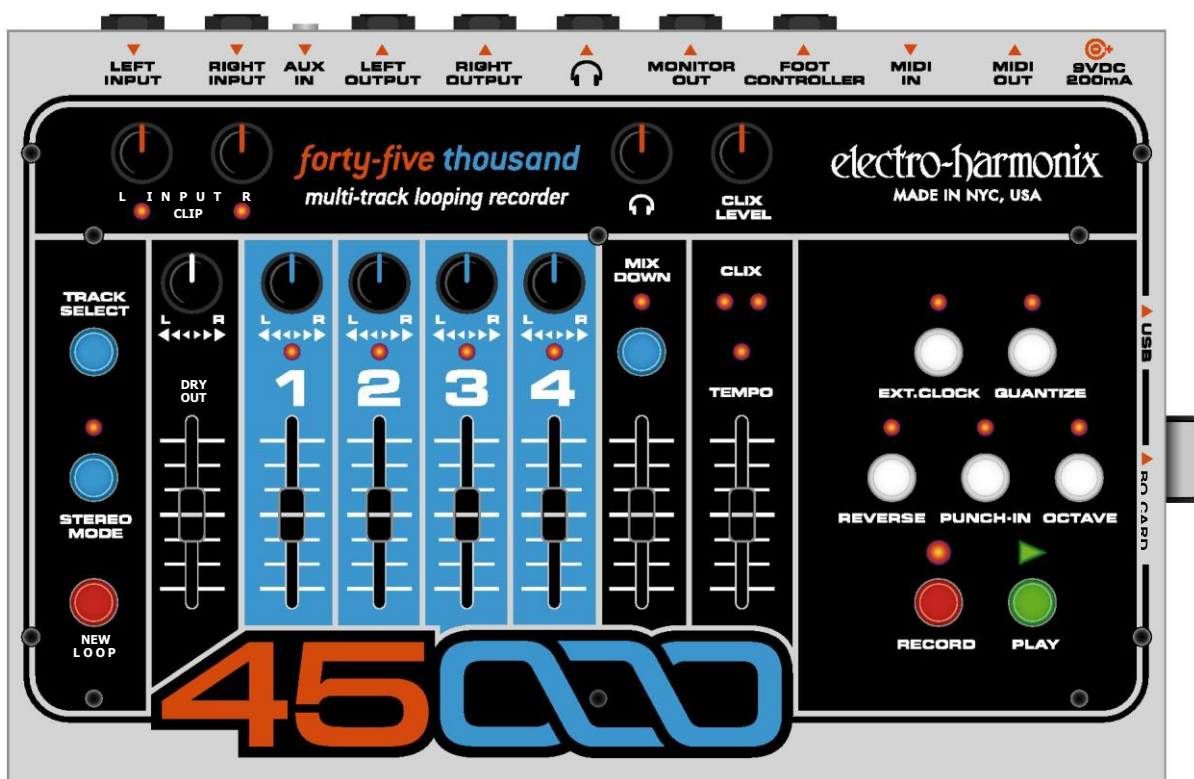 LEFT INPUT
RIGHT INPUT
AUX IN
LEFT OUTPUT
RIGHT OUTPUT
MONITOR OUT
FOOT CONTROLLER
MIDI IN
MIDI OUT
9VDC 200mA
forty-five thousand
multi-track looping recorder
electro-harmonix
MADE IN NYC, USA
L INPUT R
CLIP
CLIX LEVEL
TRACK SELECT
L R
L R
L R
L R
L R
MIX DOWN
CLIX
1
2
3
4
DRY OUT
TEMPO
EXT.CLOCK
QUANTIZE
USB
STEREO MODE
REVERSE
PUNCH-IN
OCTAVE
NEW LOOP
RECORD
PLAY
45000